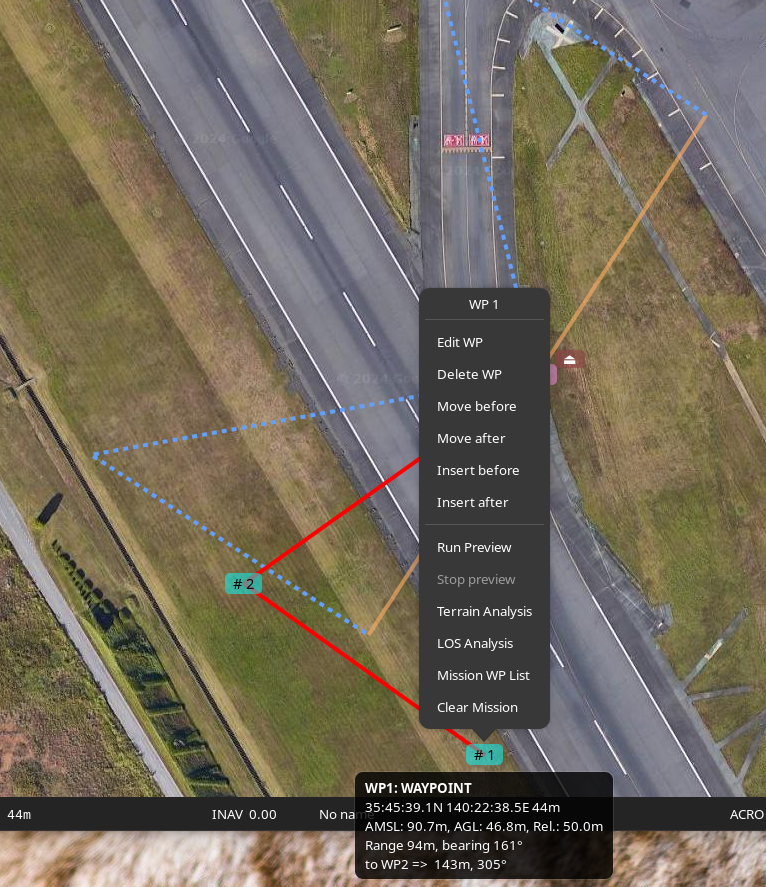 WP 1
Edit WP
Delete WP
Move before
Move after
Insert before
Insert after
Run Preview
Stop preview
Terrain Analysis
LOS Analysis
Mission WP List
Clear Mission
# 2
# 1
WP1: WAYPOINT
35:45:39.1N 140:22:38.5E 44m
AMSL: 90.7m, AGL: 46.8m, Rel.: 50.0m
Range 94m, bearing 161°
to WP2 => 143m, 305°
44m
INAV 0.00
No name
ACRO